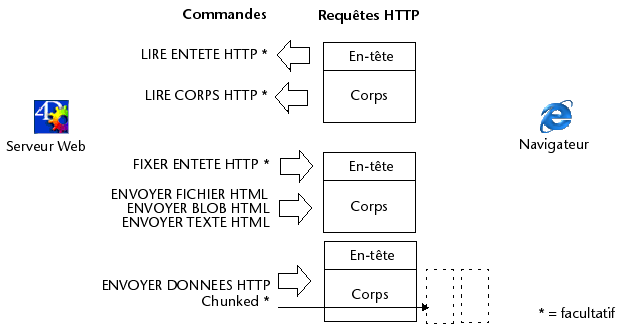 Commandes
Requêtes HTTP
LIRE ENTETE HTTP *
En-tête
LIRE CORPS HTTP *
Corps
4D
Serveur Web
Navigateur
FIXER ENTETE HTTP *
En-tête
ENVOYER FICHIER HTML
ENVOYER BLOB HTML
ENVOYER TEXTE HTML
Corps
En-tête
ENVOYER DONNEES HTTP
Chunked *
Corps
* = facultatif